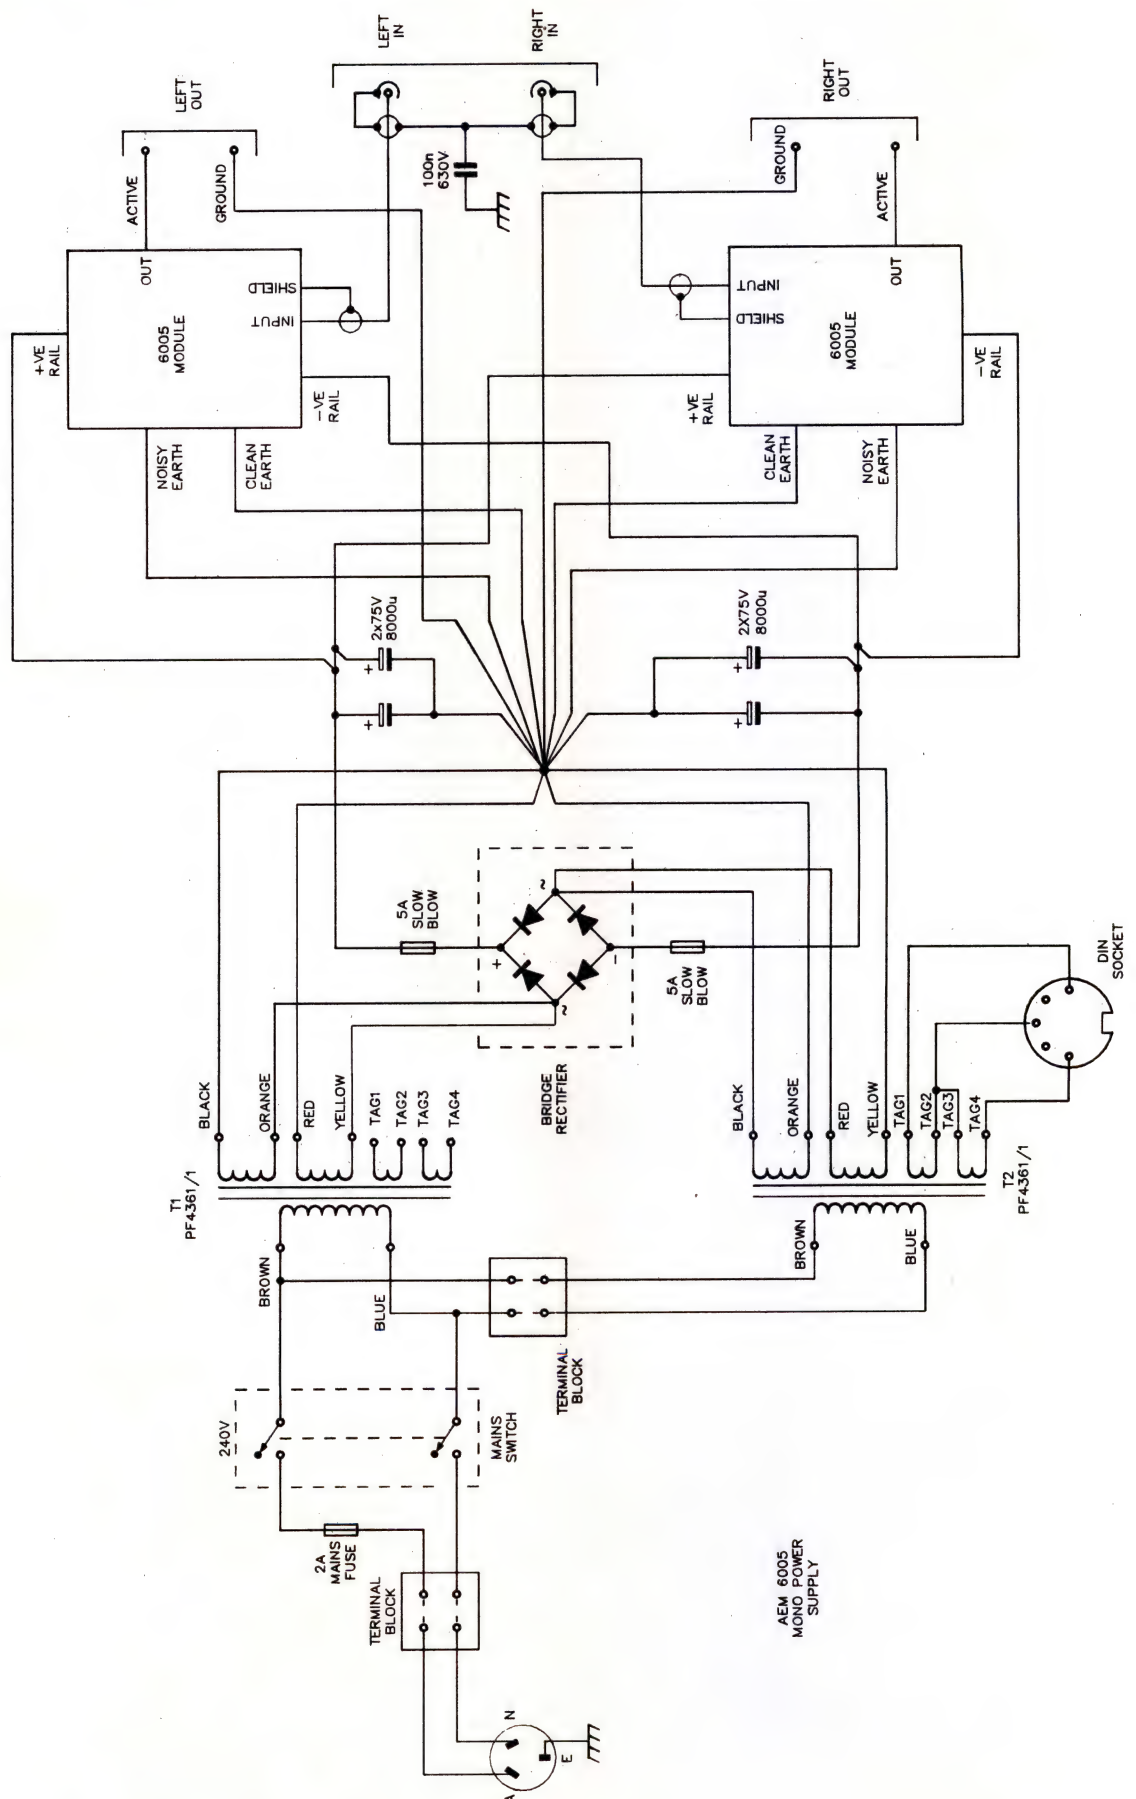 LEFT
IN
RIGHT
IN
LEFT
OUT
RIGHT
OUT
ACTIVE
GROUND
100n
630V
GROUND
ACTIVE
OUT
SHIELD
INPUT
6005
MODULE
+VE
RAIL
-VE
RAIL
NOISY
EARTH
CLEAN
EARTH
OUT
INPUT
SHIELD
6005
MODULE
+VE
RAIL
-VE
RAIL
CLEAN
EARTH
NOISY
EARTH
+
2x75V
8000u
+
+
2x75V
8000u
+
5A
SLOW
BLOW
+
~
~
-
5A
SLOW
BLOW
BRIDGE
RECTIFIER
BLACK
ORANGE
RED
YELLOW
TAG1
TAG2
TAG3
TAG4
T1
PF4361/1
BLACK
ORANGE
RED
YELLOW
TAG1
TAG2
TAG3
TAG4
T2
PF4361/1
DIN
SOCKET
BROWN
BLUE
BROWN
BLUE
TERMINAL
BLOCK
240V
MAINS
SWITCH
2A
MAINS
FUSE
TERMINAL
BLOCK
A
N
E
AEM 6005
MONO POWER
SUPPLY